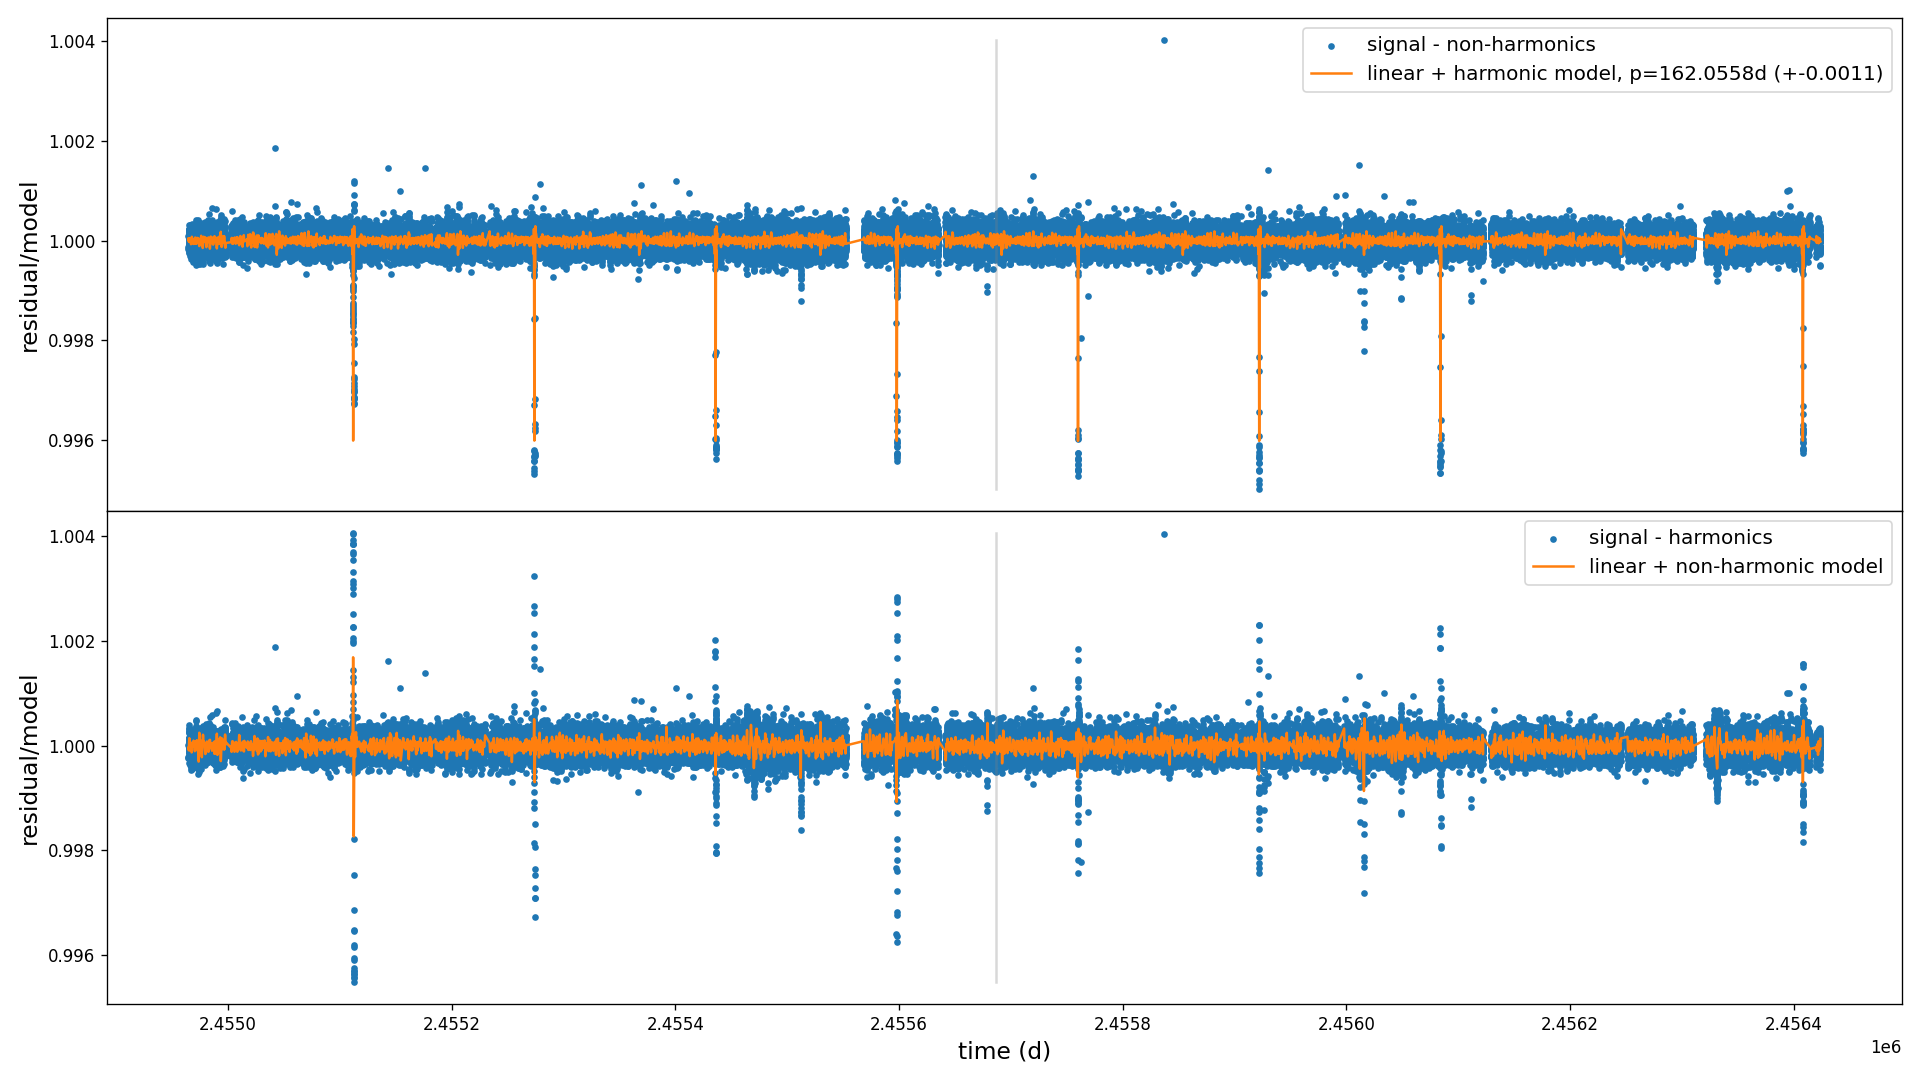 signal - non-harmonics
linear + harmonic model, p=162.0558d (+-0.0011)
residual/model
1.004
1.002
1.000
0.998
0.996
signal - harmonics
linear + non-harmonic model
residual/model
1.004
1.002
1.000
0.998
0.996
2.4550 2.4552 2.4554 2.4556 2.4558 2.4560 2.4562 2.4564
time (d)
1e6